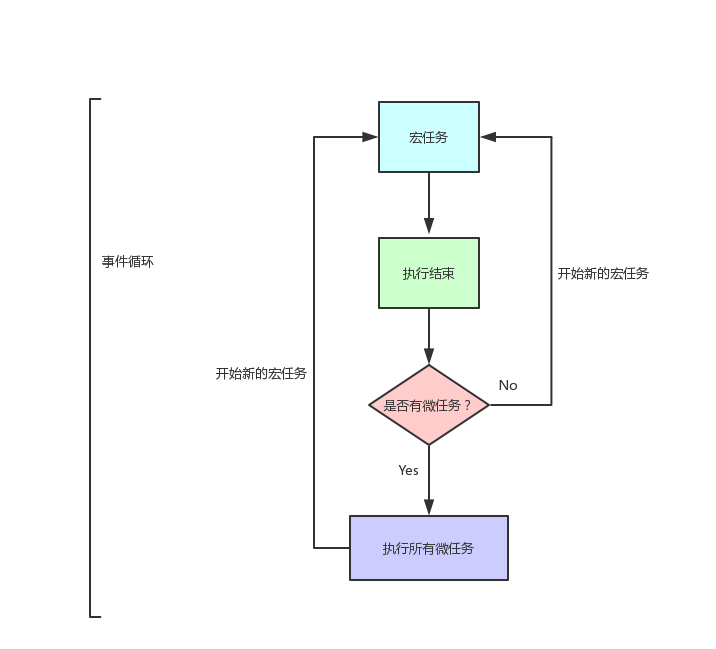 宏任务
事件循环
执行结束
开始新的宏任务
开始新的宏任务
No
是否有微任务？
Yes
执行所有微任务